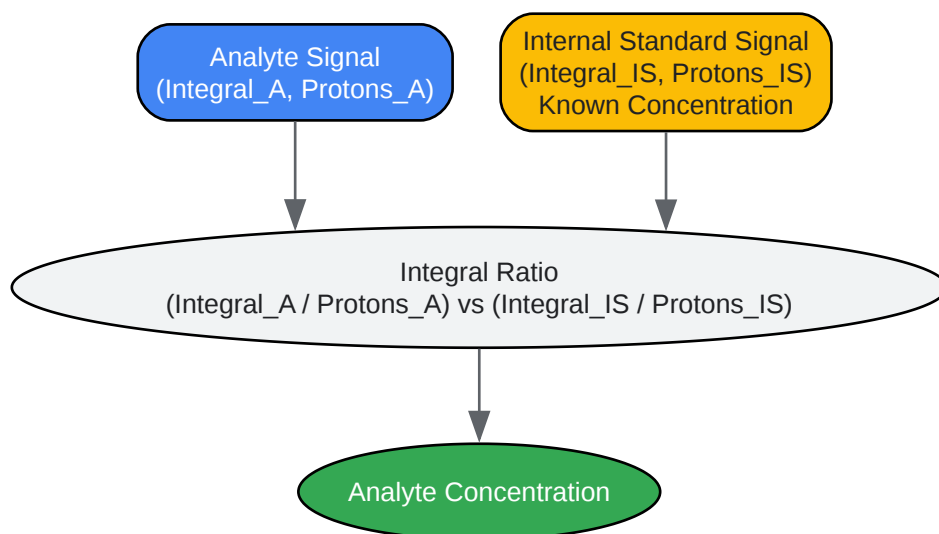 Analyte Signal
(Integral_A, Protons_A)
Internal Standard Signal
(Integral_IS, Protons_IS)
Known Concentration
Integral Ratio
(Integral_A / Protons_A) vs (Integral_IS / Protons_IS)
Analyte Concentration